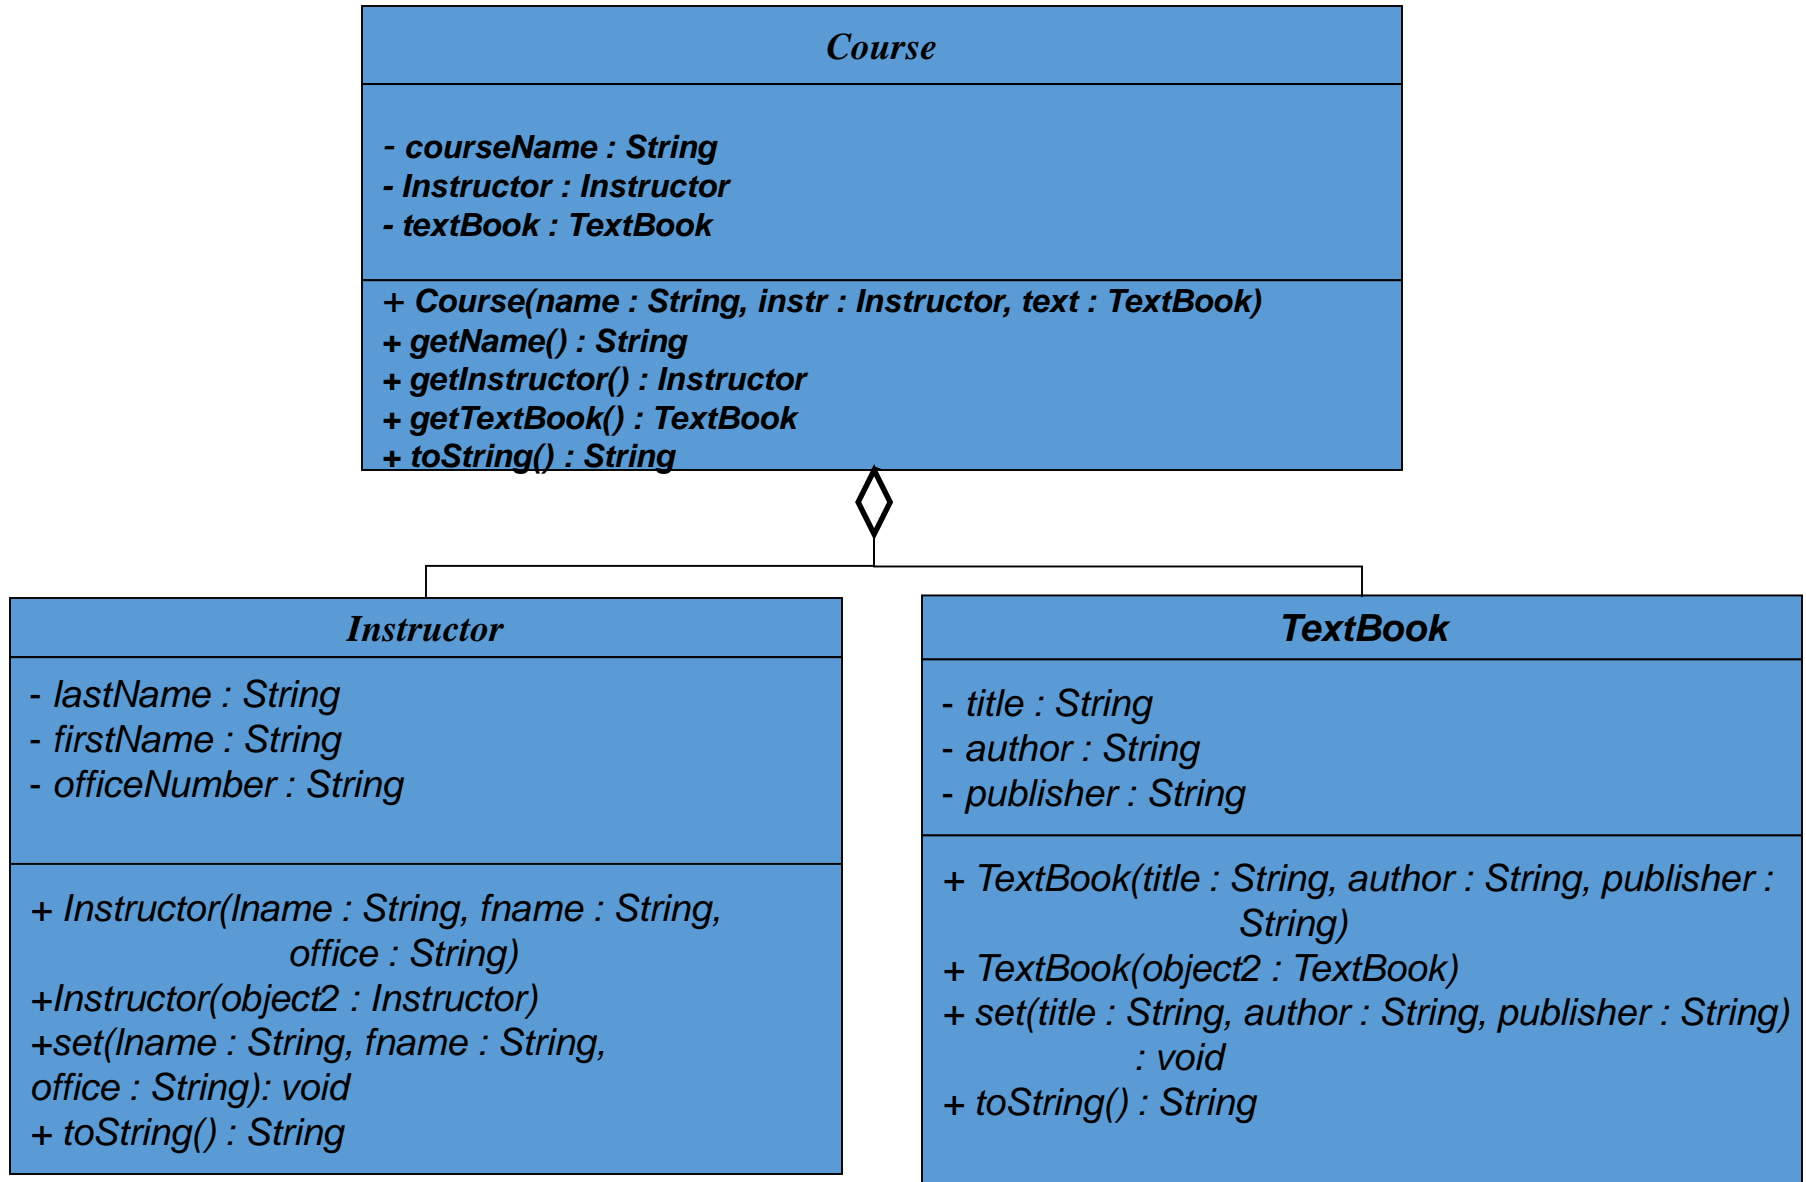 Course
- courseName : String
- Instructor : Instructor
- textBook : TextBook
+ Course(name : String, instr : Instructor, text : TextBook)
+ getName() : String
+ getInstructor() : Instructor
+ getTextBook() : TextBook
+ toString() : String
Instructor
- lastName : String
- firstName : String
- officeNumber : String
+ Instructor(lname : String, fname : String,
office : String)
+Instructor(object2 : Instructor)
+set(lname : String, fname : String,
office : String): void
+ toString() : String
TextBook
- title : String
- author : String
- publisher : String
+ TextBook(title : String, author : String, publisher :
String)
+ TextBook(object2 : TextBook)
+ set(title : String, author : String, publisher : String)
: void
+ toString() : String